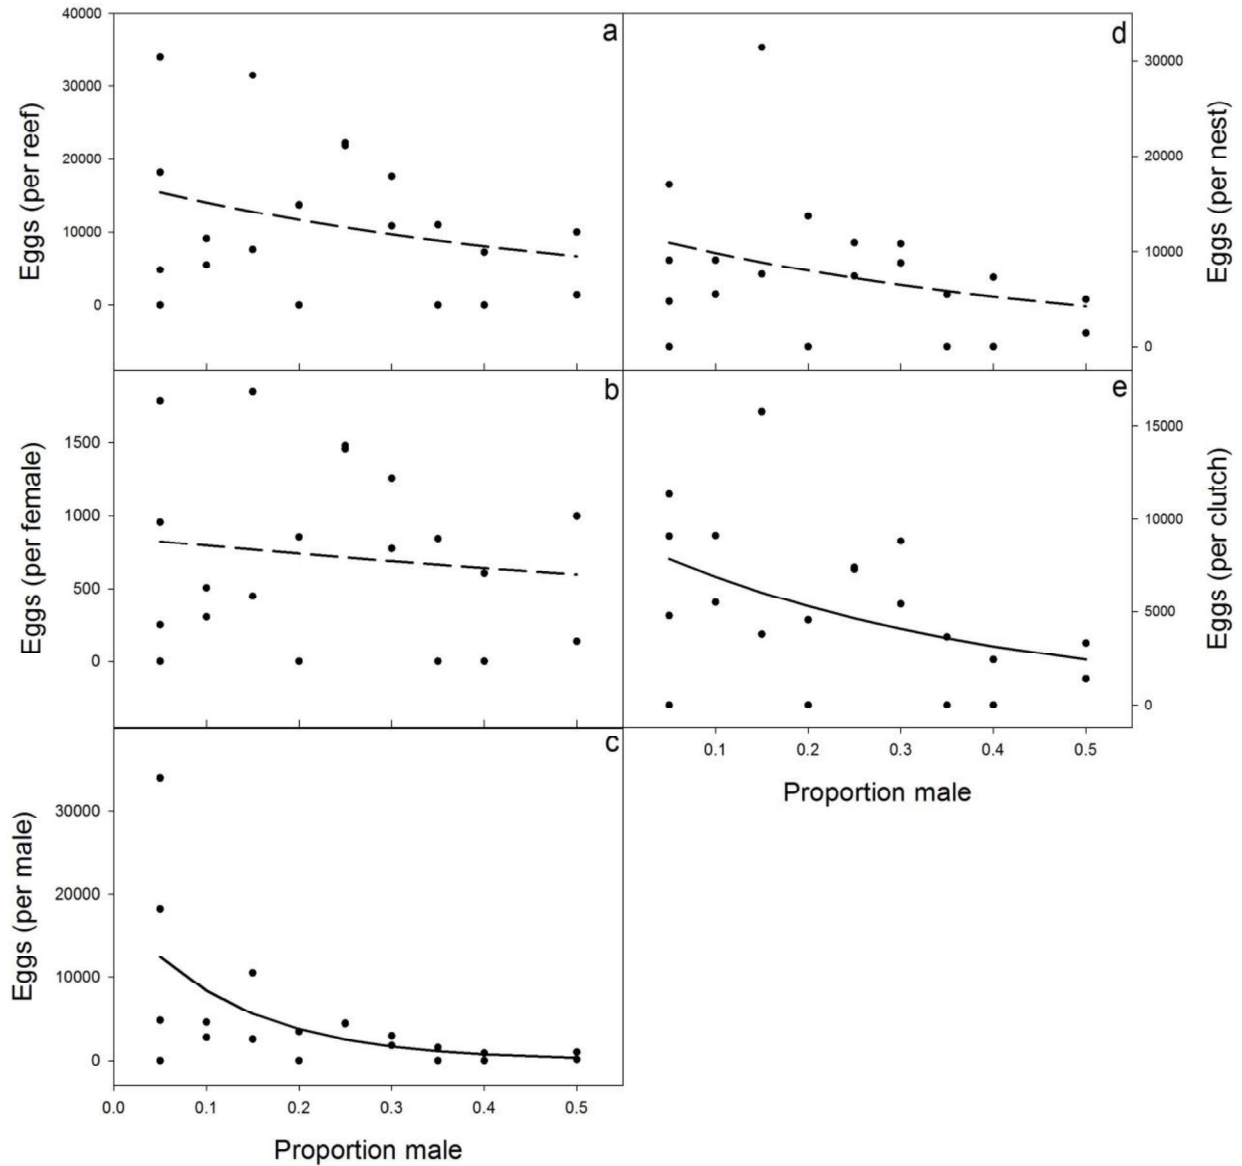 a
40000
30000
20000
10000
0
Eggs (per reef)
d
30000
20000
10000
0
Eggs (per nest)
b
1500
1000
500
0
Eggs (per female)
e
15000
10000
5000
0
Eggs (per clutch)
0.1 0.2 0.3 0.4 0.5
Proportion male
c
30000
20000
10000
0
Eggs (per male)
0.0 0.1 0.2 0.3 0.4 0.5
Proportion male